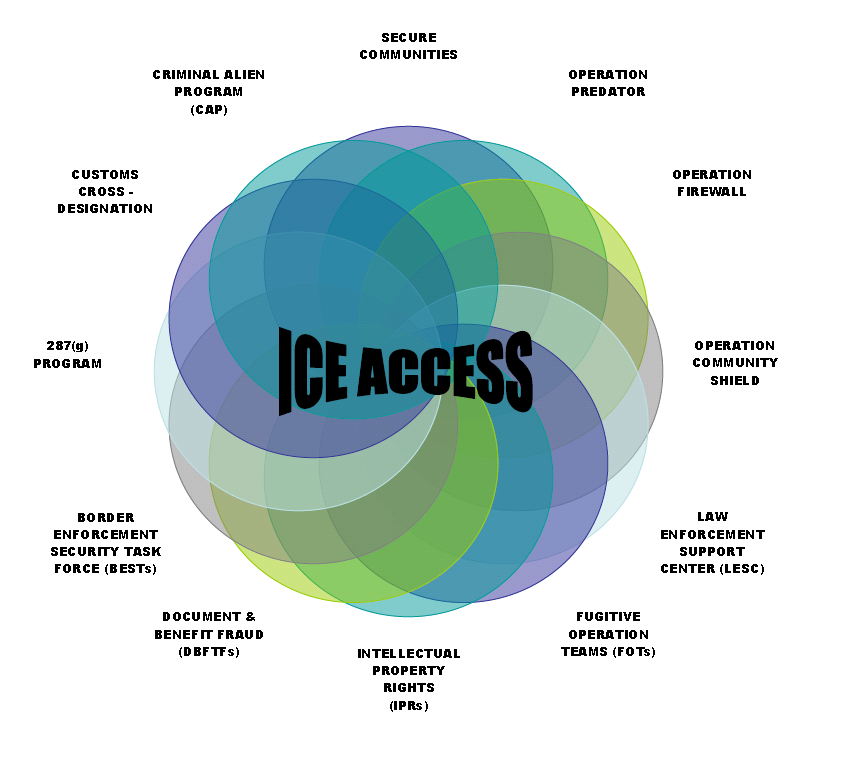 SECURE
COMMUNITIES
OPERATION
PREDATOR
OPERATION
FIREWALL
OPERATION
COMMUNITY
SHIELD
LAW
ENFORCEMENT
SUPPORT
CENTER (LESC)
FUGITIVE
OPERATION
TEAMS (FOTs)
INTELLECTUAL
PROPERTY
RIGHTS
(IPRs)
DOCUMENT &
BENEFIT FRAUD
(DBFTFs)
BORDER
ENFORCEMENT
SECURITY TASK
FORCE (BESTs)
287(g)
PROGRAM
CUSTOMS
CROSS -
DESIGNATION
CRIMINAL ALIEN
PROGRAM
(CAP)
ICE ACCESS